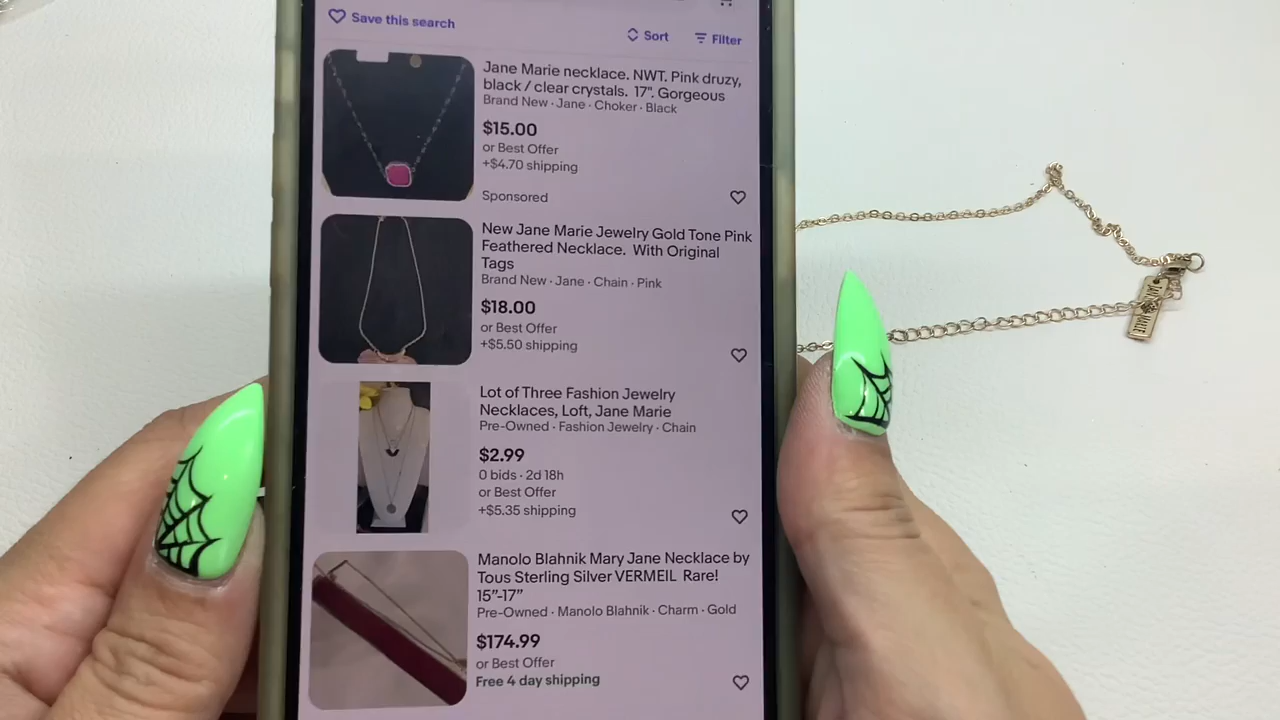 Save this search
Sort
Filter
Jane Marie necklace. NWT. Pink druzy,
black / clear crystals. 17". Gorgeous
Brand New · Jane · Choker · Black
$15.00
or Best Offer
+$4.70 shipping
Sponsored
New Jane Marie Jewelry Gold Tone Pink
Feathered Necklace. With Original
Tags
Brand New · Jane · Chain · Pink
$18.00
or Best Offer
+$5.50 shipping
Lot of Three Fashion Jewelry
Necklaces, Loft, Jane Marie
Pre-Owned · Fashion Jewelry · Chain
$2.99
0 bids · 2d 18h
or Best Offer
+$5.35 shipping
Manolo Blahnik Mary Jane Necklace by
Tous Sterling Silver VERMEIL Rare!
15”-17”
Pre-Owned · Manolo Blahnik · Charm · Gold
$174.99
or Best Offer
Free 4 day shipping
JANE MARIE